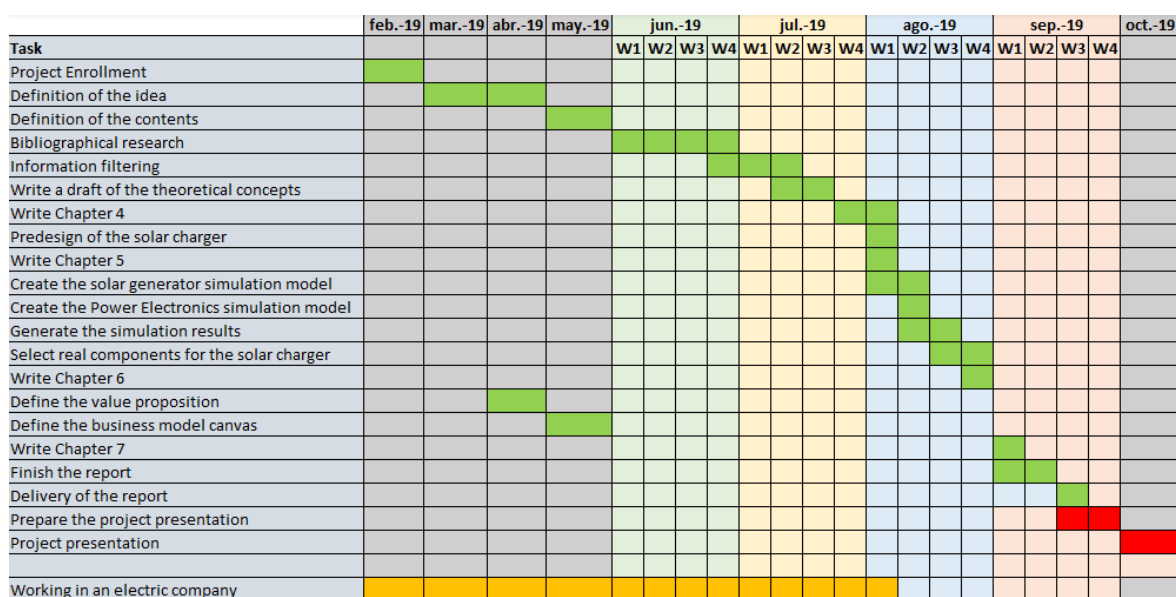 feb.-19 mar.-19 abr.-19 may.-19 jun.-19 jul.-19 ago.-19 sep.-19 oct.-19
Task W1 W2 W3 W4 W1 W2 W3 W4 W1 W2 W3 W4 W1 W2 W3 W4
Project Enrollment
Definition of the idea
Definition of the contents
Bibliographical research
Information filtering
Write a draft of the theoretical concepts
Write Chapter 4
Predesign of the solar charger
Write Chapter 5
Create the solar generator simulation model
Create the Power Electronics simulation model
Generate the simulation results
Select real components for the solar charger
Write Chapter 6
Define the value proposition
Define the business model canvas
Write Chapter 7
Finish the report
Delivery of the report
Prepare the project presentation
Project presentation
Working in an electric company